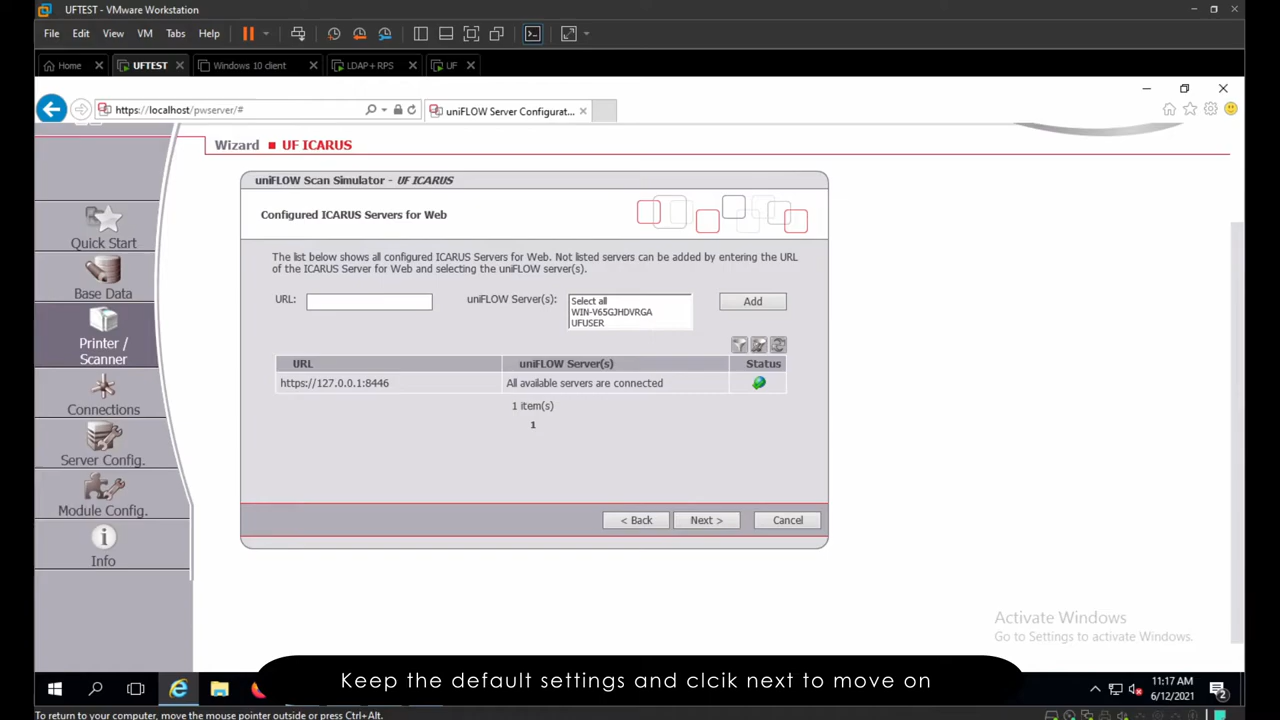 UFTEST - VMware Workstation
File Edit View VM Tabs Help
Home UFTEST Windows 10 client LDAP+RPS UF
https://localhost/pwserver/# uniFLOW Server Configurat...
Wizard UF ICARUS
uniFLOW Scan Simulator - UF ICARUS
Configured ICARUS Servers for Web
The list below shows all configured ICARUS Servers for Web. Not listed servers can be added by entering the URL
of the ICARUS Server for Web and selecting the uniFLOW server(s).
URL: uniFLOW Server(s): Select all
WIN-V65GJHDVRGA
UFUSER
Add
URL uniFLOW Server(s) Status
https://127.0.0.1:8446 All available servers are connected
1 item(s)
1
< Back Next > Cancel
Quick Start
Base Data
Printer /
Scanner
Connections
Server Config.
Module Config.
Info
Activate Windows
Go to Settings to activate Windows.
Keep the default settings and clcik next to move on
11:17 AM
6/12/2021
2
To return to your computer, move the mouse pointer outside or press Ctrl+Alt.